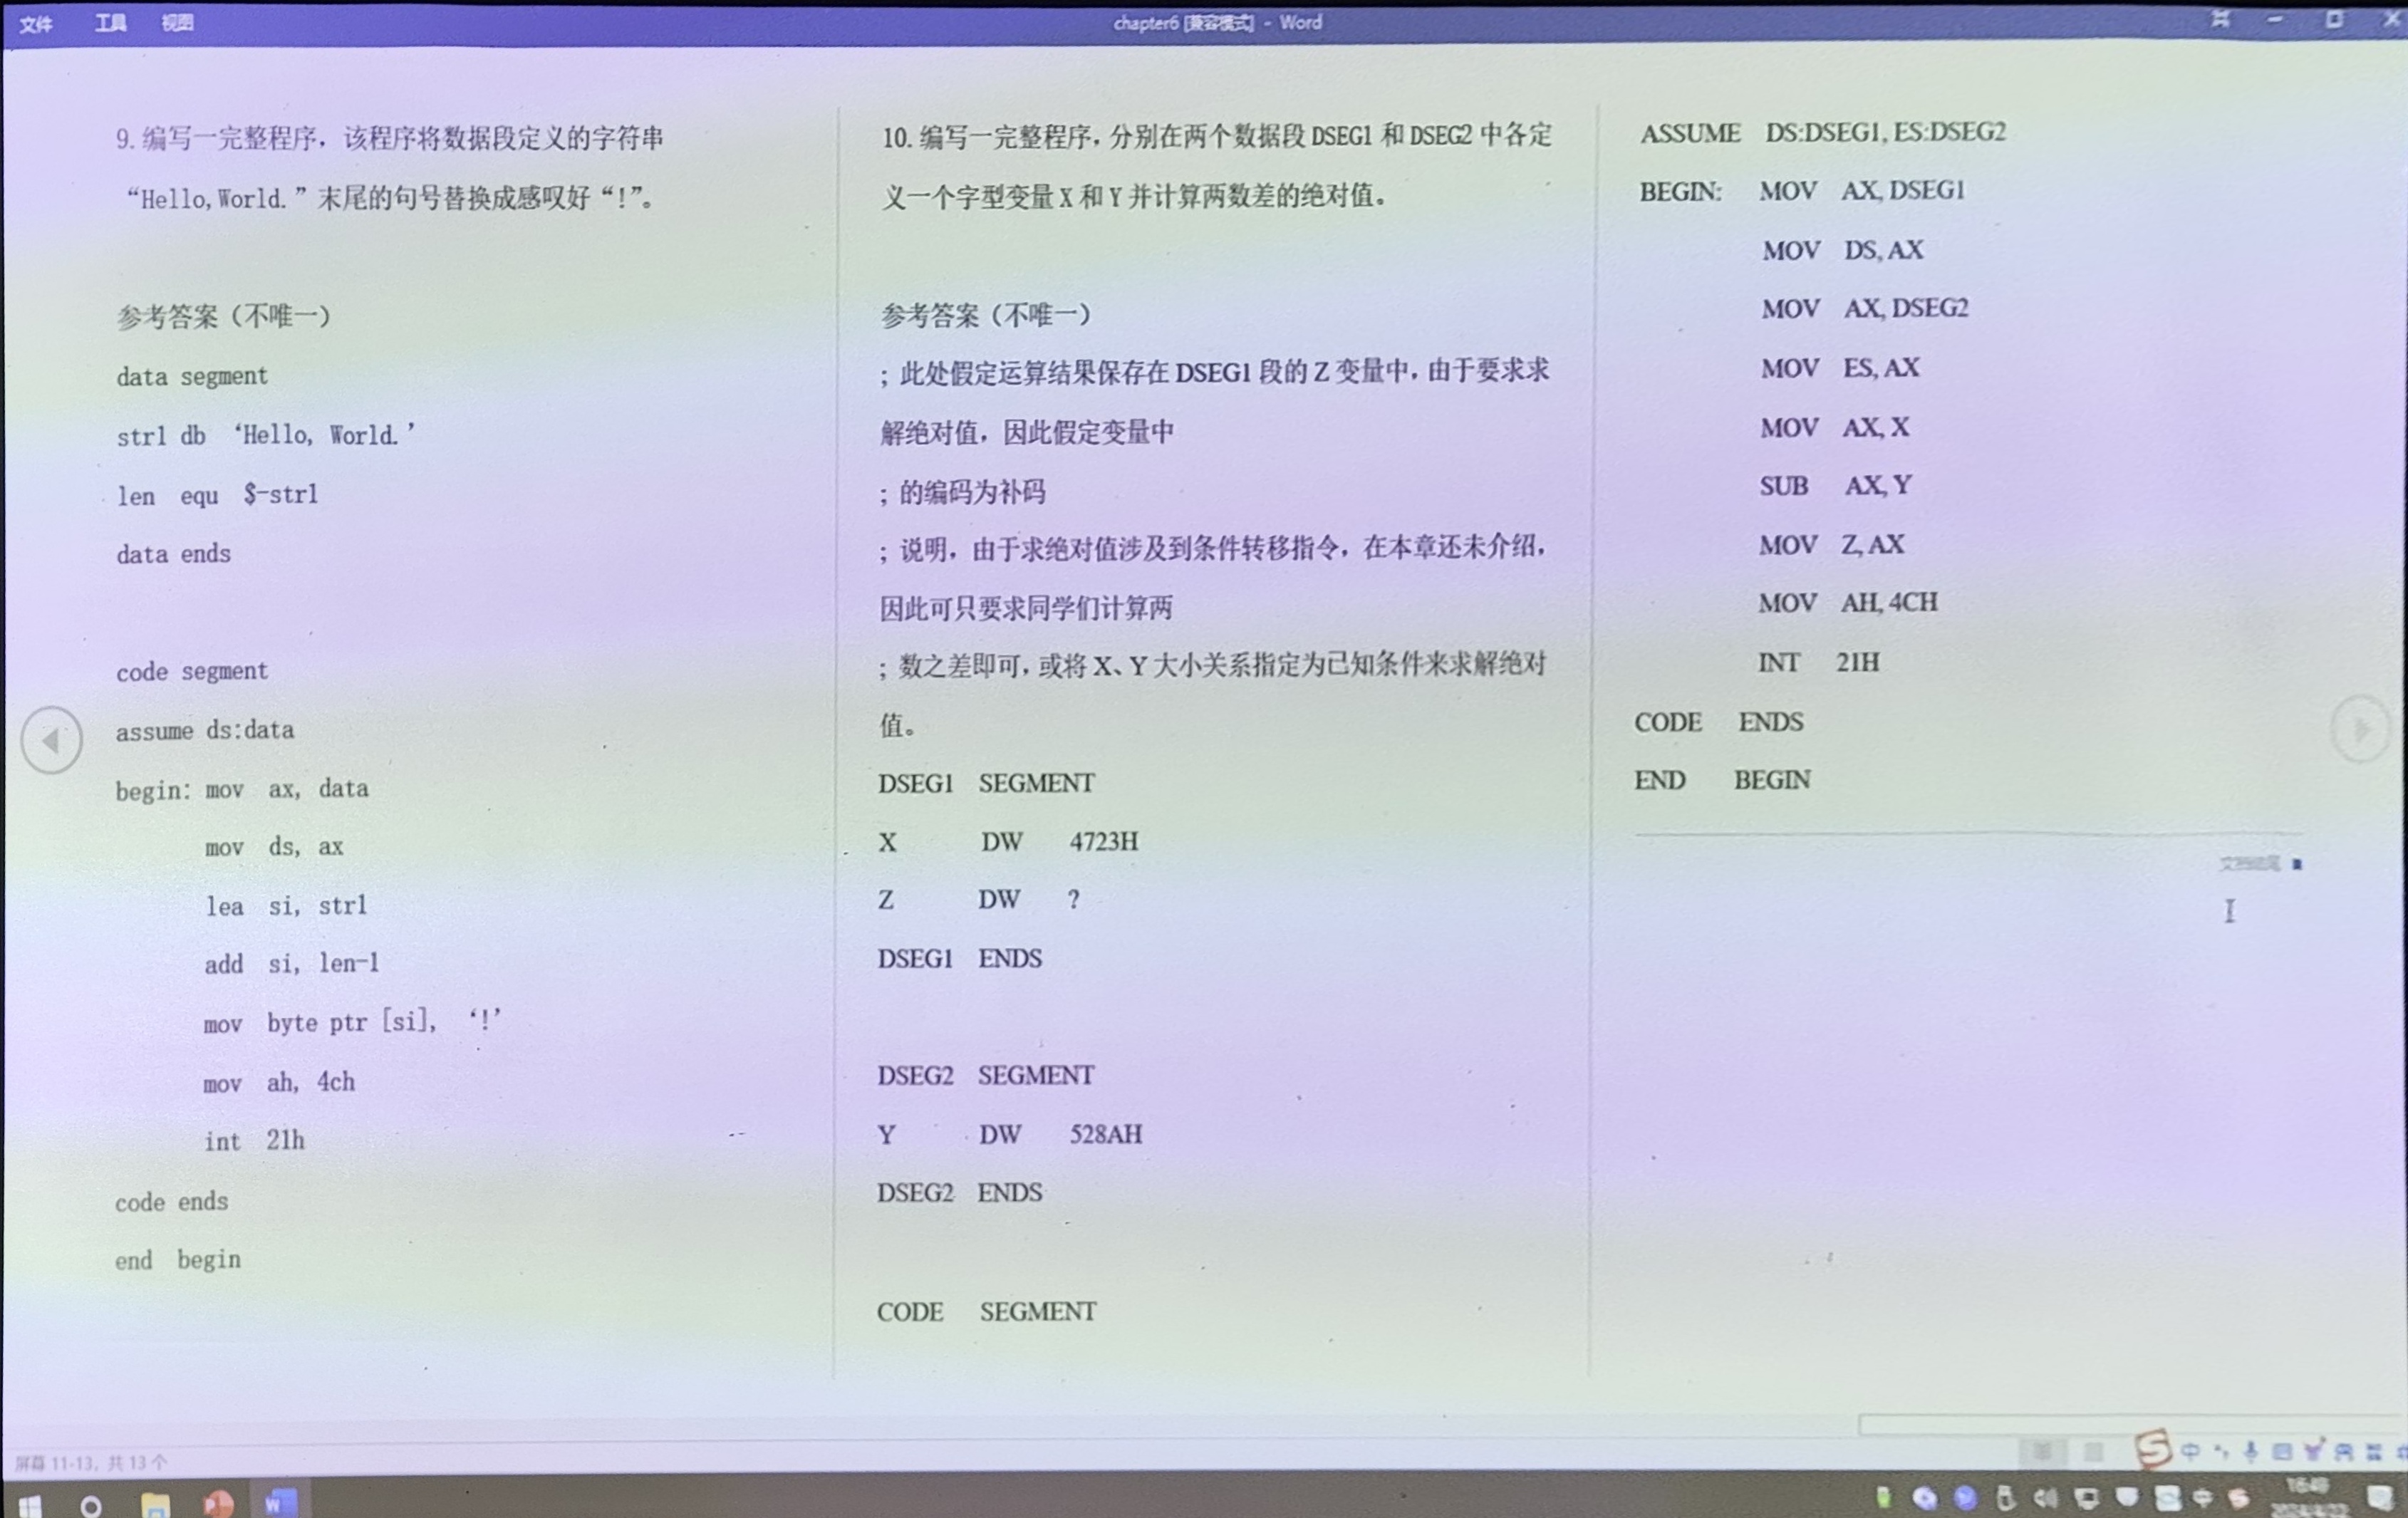 文件 工具 视图
chapter6 [兼容模式] - Word
9. 编写一完整程序，该程序将数据段定义的字符串
“Hello,World.”末尾的句号替换成感叹好“!”。
参考答案（不唯一）
data segment
str1 db ‘Hello, World.’
len equ $-str1
data ends
code segment
assume ds:data
begin: mov ax, data
mov ds, ax
lea si, str1
add si, len-1
mov byte ptr [si], ‘!’
mov ah, 4ch
int 21h
code ends
end begin
10. 编写一完整程序，分别在两个数据段 DSEG1 和 DSEG2 中各定
义一个字型变量 X 和 Y 并计算两数差的绝对值。
参考答案（不唯一）
; 此处假定运算结果保存在 DSEG1 段的 Z 变量中，由于要求求
解绝对值，因此假定变量中
; 的编码为补码
; 说明，由于求绝对值涉及到条件转移指令，在本章还未介绍，
因此可只要求同学们计算两
; 数之差即可，或将 X、Y 大小关系指定为已知条件来求解绝对
值。
DSEG1 SEGMENT
X DW 4723H
Z DW ?
DSEG1 ENDS
DSEG2 SEGMENT
Y DW 528AH
DSEG2 ENDS
CODE SEGMENT
ASSUME DS:DSEG1, ES:DSEG2
BEGIN: MOV AX, DSEG1
MOV DS, AX
MOV AX, DSEG2
MOV ES, AX
MOV AX, X
SUB AX, Y
MOV Z, AX
MOV AH, 4CH
INT 21H
CODE ENDS
END BEGIN
文档结尾
屏幕 11-13, 共 13 个
中
中